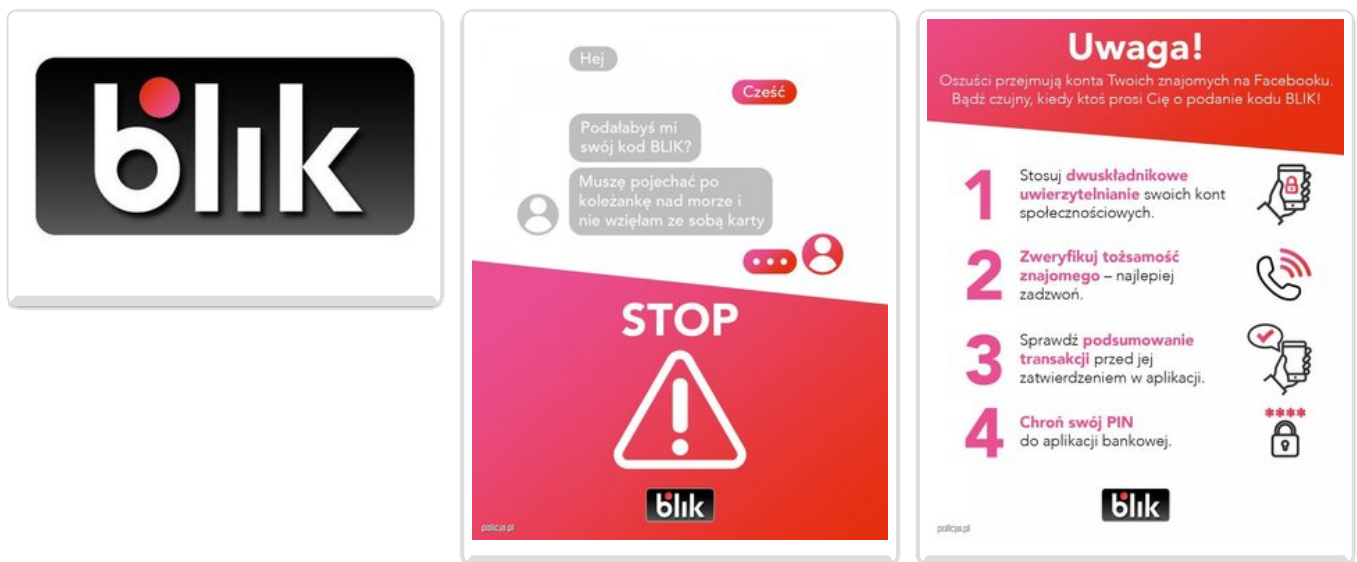 blik
Hej
Cześć
Podałabyś mi
swój kod BLIK?
Muszę pojechać po
koleżankę nad morze i
nie wzięłam ze sobą karty
STOP
blik
policja.pl
Uwaga!
Oszuści przejmują konta Twoich znajomych na Facebooku.
Bądź czujny, kiedy ktoś prosi Cię o podanie kodu BLIK!
1
Stosuj dwuskładnikowe
uwierzytelnianie swoich kont
społecznościowych.
2
Zweryfikuj tożsamość
znajomego – najlepiej
zadzwoń.
3
Sprawdź podsumowanie
transakcji przed jej
zatwierdzeniem w aplikacji.
4
Chroń swój PIN
do aplikacji bankowej.
****
blik
policja.pl